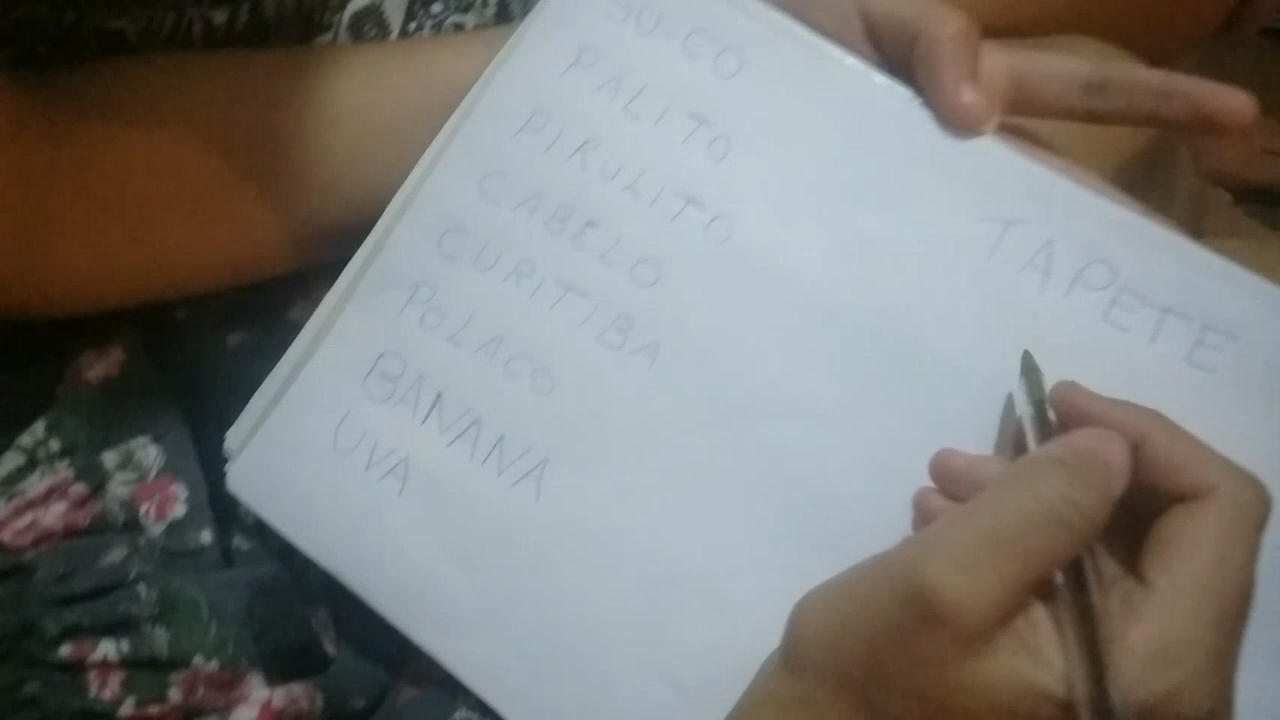 SUCO
PALITO
PIRULITO
CABELO
CURITIBA
POLACO
BANANA
UVA
TAPETE